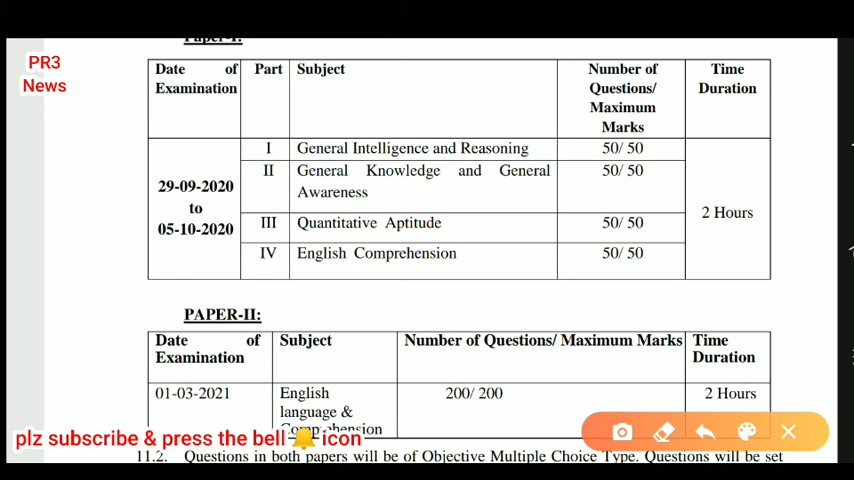 Paper-I:
PR3
News
Date of Examination Part Subject Number of Questions/ Maximum Marks Time Duration
29-09-2020 to 05-10-2020
I General Intelligence and Reasoning 50/ 50
II General Knowledge and General Awareness 50/ 50
III Quantitative Aptitude 50/ 50
IV English Comprehension 50/ 50
2 Hours
PAPER-II:
Date of Examination Subject Number of Questions/ Maximum Marks Time Duration
01-03-2021 English language & Comprehension 200/ 200 2 Hours
plz subscribe & press the bell 🔔 icon
11.2. Questions in both papers will be of Objective Multiple Choice Type. Questions will be set